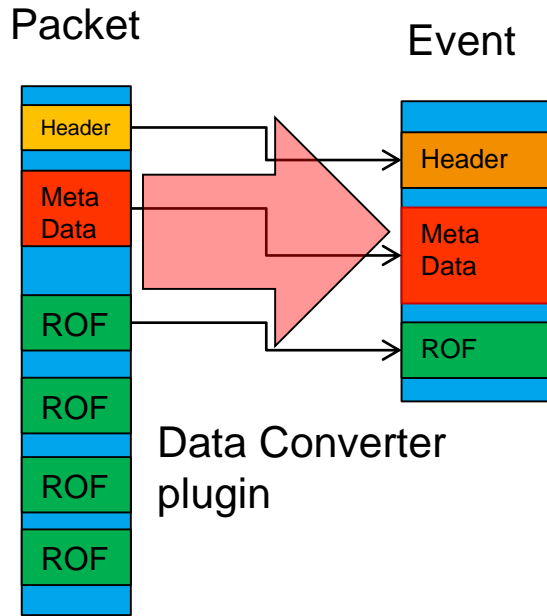 Packet
Header
Meta
Data
ROF
ROF
ROF
ROF
Event
Header
Meta
Data
ROF
Data Converter
plugin